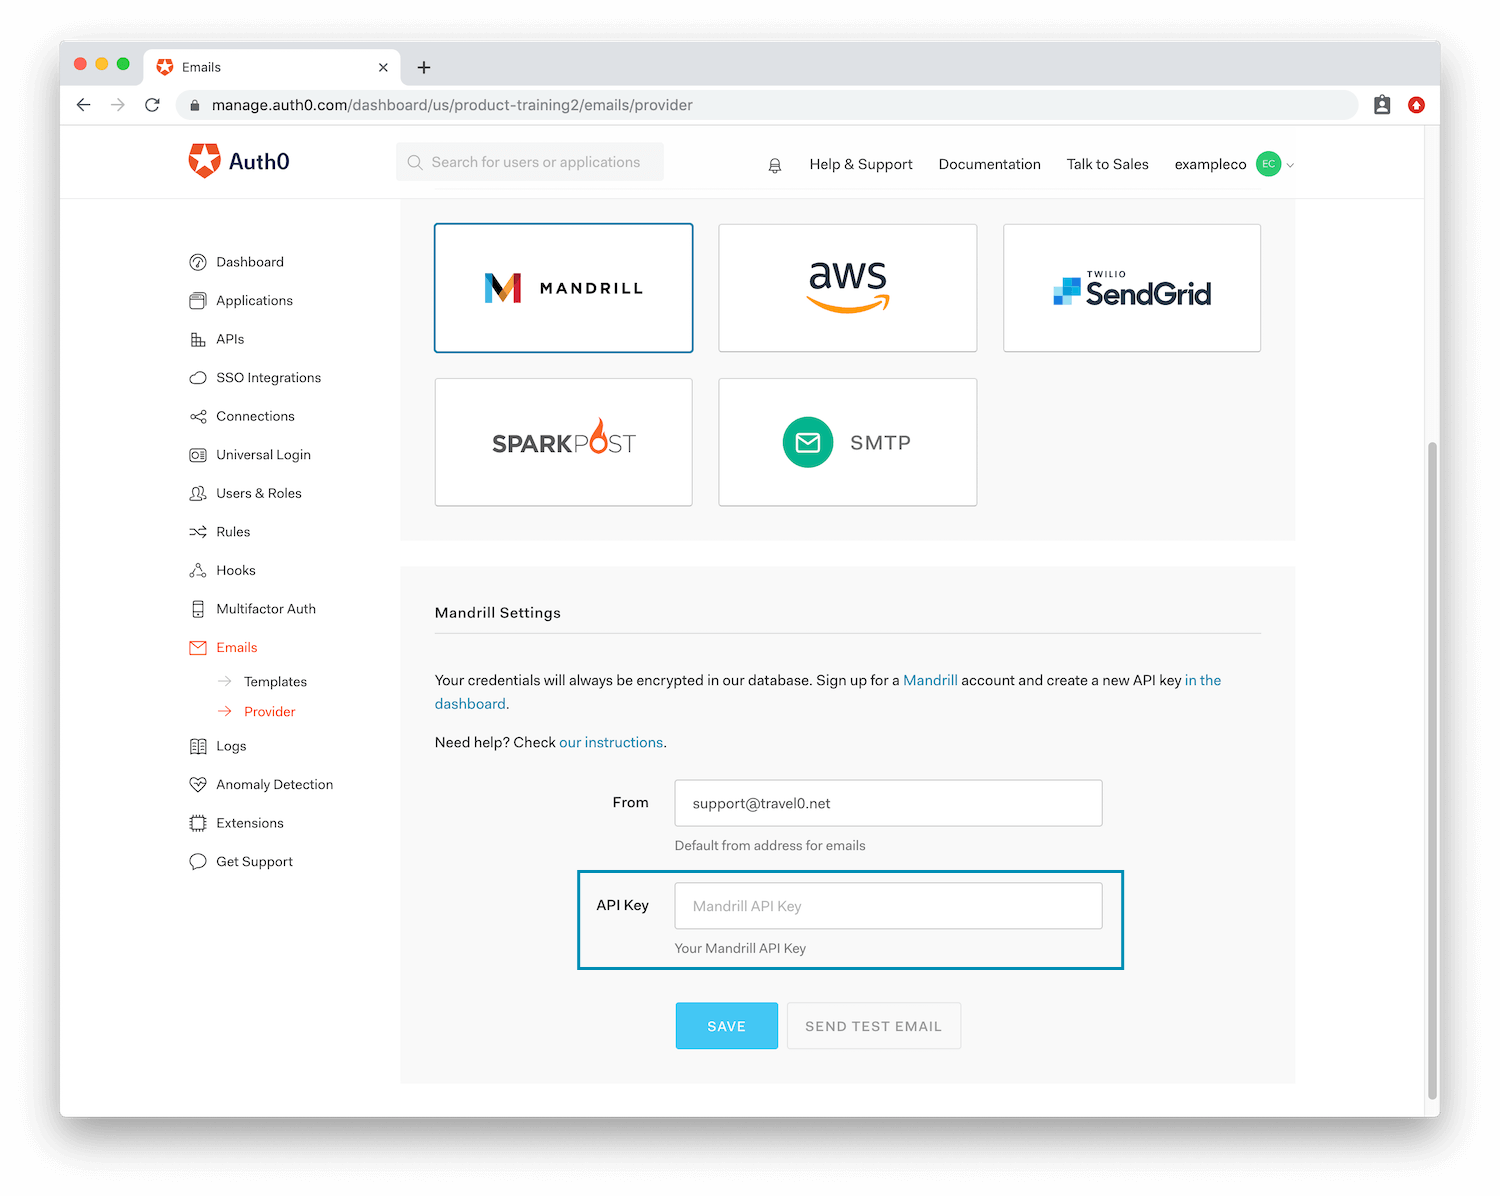 Emails
manage.auth0.com/dashboard/us/product-training2/emails/provider
Auth0
Search for users or applications
Help & Support
Documentation
Talk to Sales
exampleco
EC
Dashboard
Applications
APIs
SSO Integrations
Connections
Universal Login
Users & Roles
Rules
Hooks
Multifactor Auth
Emails
Templates
Provider
Logs
Anomaly Detection
Extensions
Get Support
MANDRILL
aws
TWILIO
SendGrid
SPARKPOST
SMTP
Mandrill Settings
Your credentials will always be encrypted in our database. Sign up for a Mandrill account and create a new API key in the
dashboard.
Need help? Check our instructions.
From
support@travel0.net
Default from address for emails
API Key
Mandrill API Key
Your Mandrill API Key
SAVE
SEND TEST EMAIL